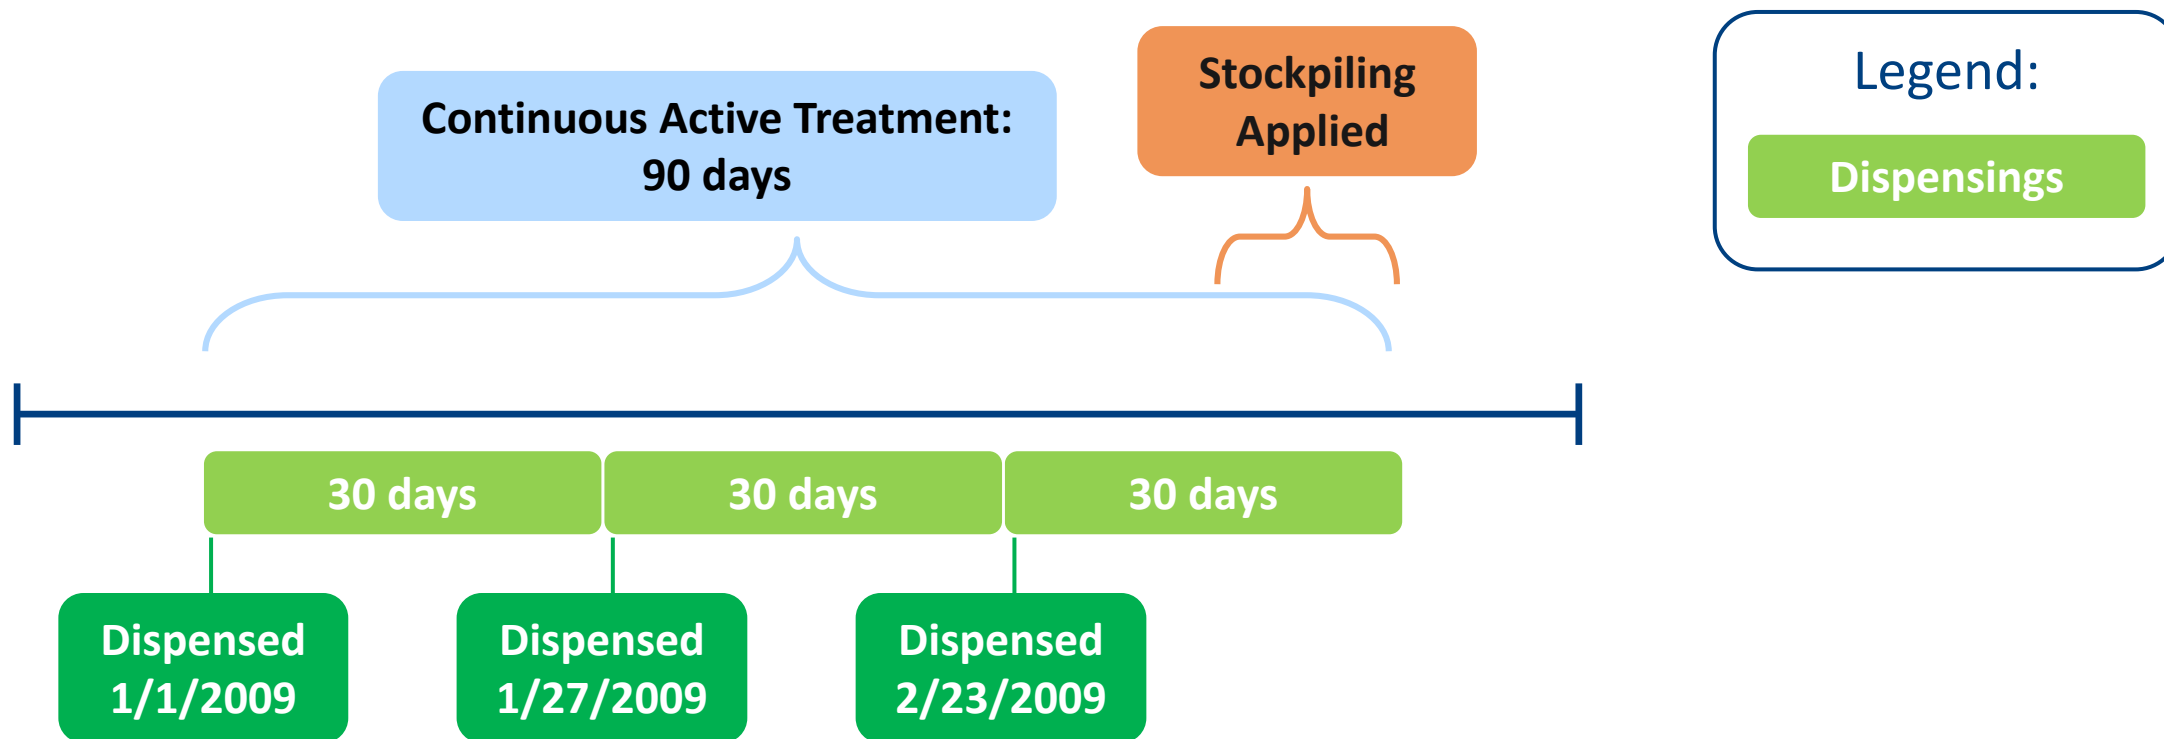 Continuous Active Treatment:
90 days
Stockpiling
Applied
Legend:
Dispensings
30 days
30 days
30 days
Dispensed
1/1/2009
Dispensed
1/27/2009
Dispensed
2/23/2009